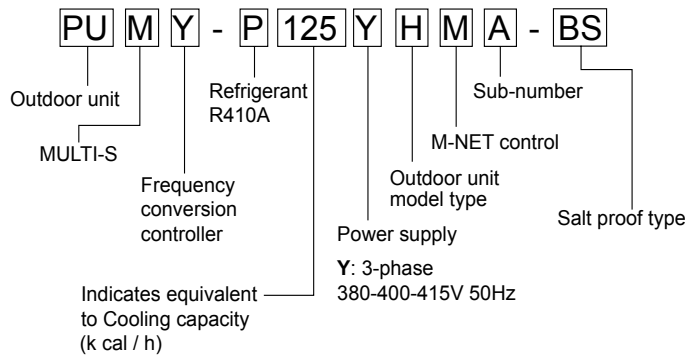 PU M Y - P 125 Y H M A - BS
Outdoor unit
MULTI-S
Frequency
conversion
controller
Refrigerant
R410A
Indicates equivalent
to Cooling capacity
(k cal / h)
Power supply
Y: 3-phase
380-400-415V 50Hz
Outdoor unit
model type
M-NET control
Sub-number
Salt proof type